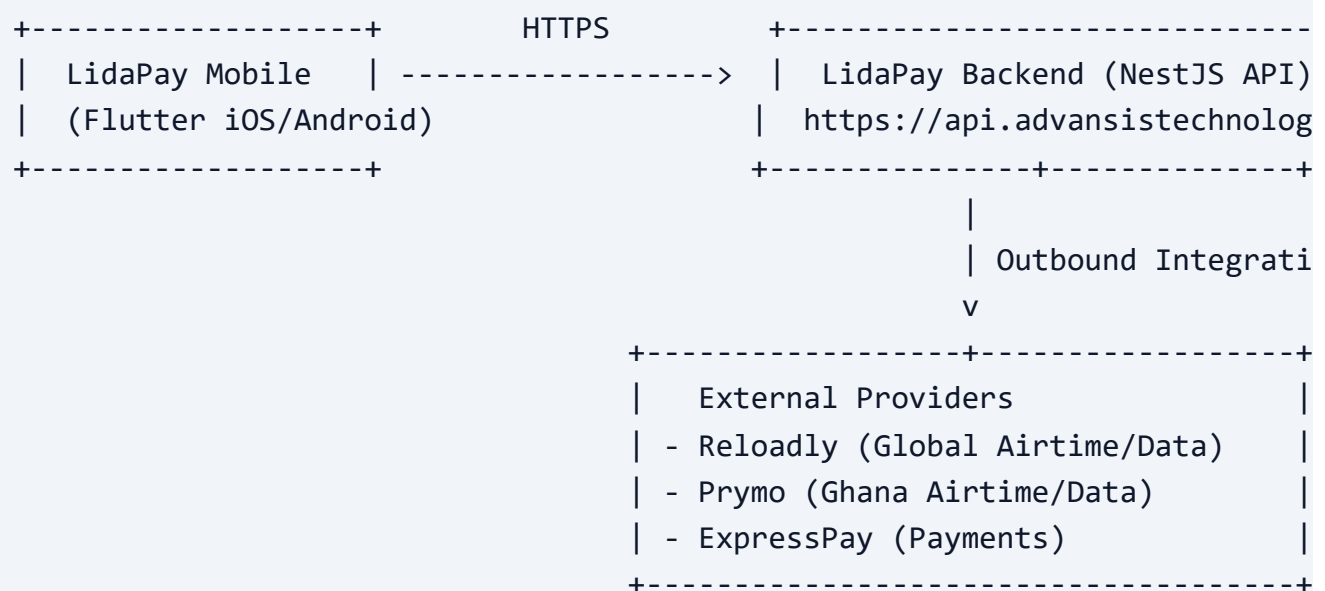 +-------------------+        HTTPS         +------------------------------
|  LidaPay Mobile   | ------------------>  |  LidaPay Backend (NestJS API)
|  (Flutter iOS/Android)                  |  https://api.advansistechnolog
+-------------------+                     +---------------+--------------+
                                                      |
                                                      | Outbound Integrati
                                                      v
                                   +------------------+------------------+
                                   |   External Providers                |
                                   | - Reloadly (Global Airtime/Data)    |
                                   | - Prymo (Ghana Airtime/Data)        |
                                   | - ExpressPay (Payments)             |
                                   +-------------------------------------+